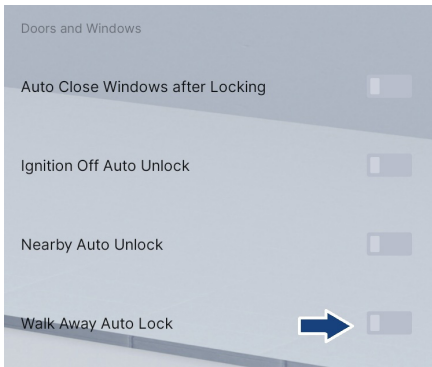 Doors and Windows
Auto Close Windows after Locking
Ignition Off Auto Unlock
Nearby Auto Unlock
Walk Away Auto Lock